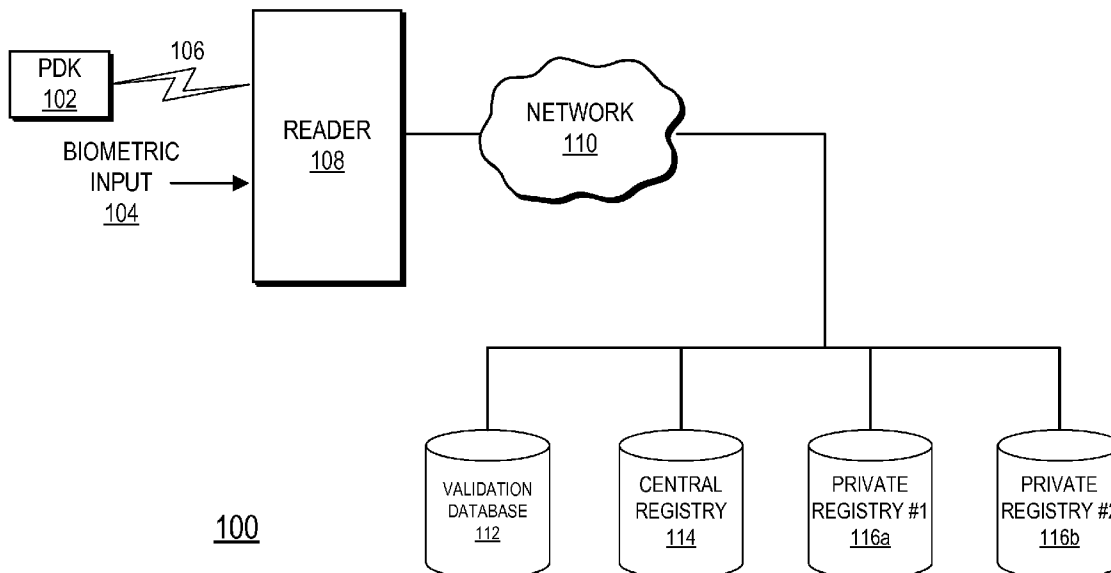 PDK
102
106
BIOMETRIC
INPUT
104
READER
108
NETWORK
110
VALIDATION
DATABASE
112
CENTRAL
REGISTRY
114
PRIVATE
REGISTRY #1
116a
PRIVATE
REGISTRY #2
116b
100